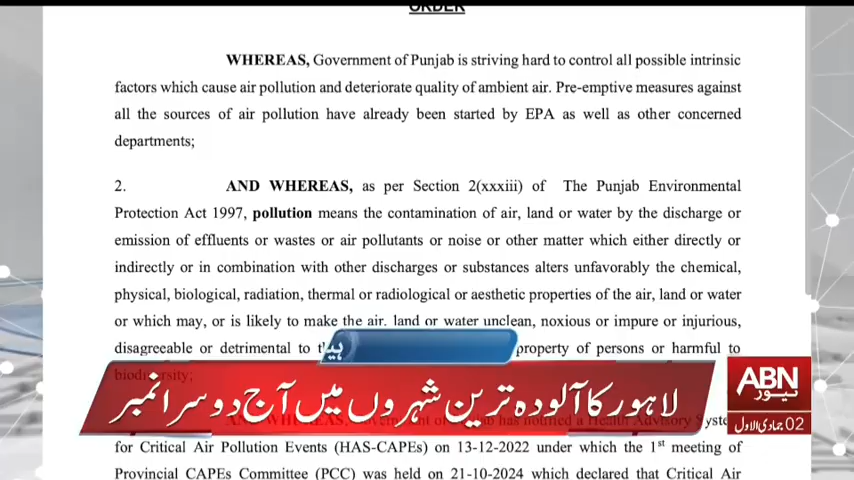 ORDER
WHEREAS, Government of Punjab is striving hard to control all possible intrinsic
factors which cause air pollution and deteriorate quality of ambient air. Pre-emptive measures against
all the sources of air pollution have already been started by EPA as well as other concerned
departments;
2. AND WHEREAS, as per Section 2(xxxiii) of The Punjab Environmental
Protection Act 1997, pollution means the contamination of air, land or water by the discharge or
emission of effluents or wastes or air pollutants or noise or other matter which either directly or
indirectly or in combination with other discharges or substances alters unfavorably the chemical,
physical, biological, radiation, thermal or radiological or aesthetic properties of the air, land or water
or which may, or is likely to make the air, land or water unclean, noxious or impure or injurious,
disagreeable or detrimental to property of persons or harmful to
biodiversity;
لاہور کا آلودہ ترین شہروں میں آج دوسرا نمبر
ABN
نیوز
02 جمادی الاول
AND WHEREAS, has notified a Health Advisory
for Critical Air Pollution Events (HAS-CAPEs) on 13-12-2022 under which the 1st meeting of
Provincial CAPEs Committee (PCC) was held on 21-10-2024 which declared that Critical Air